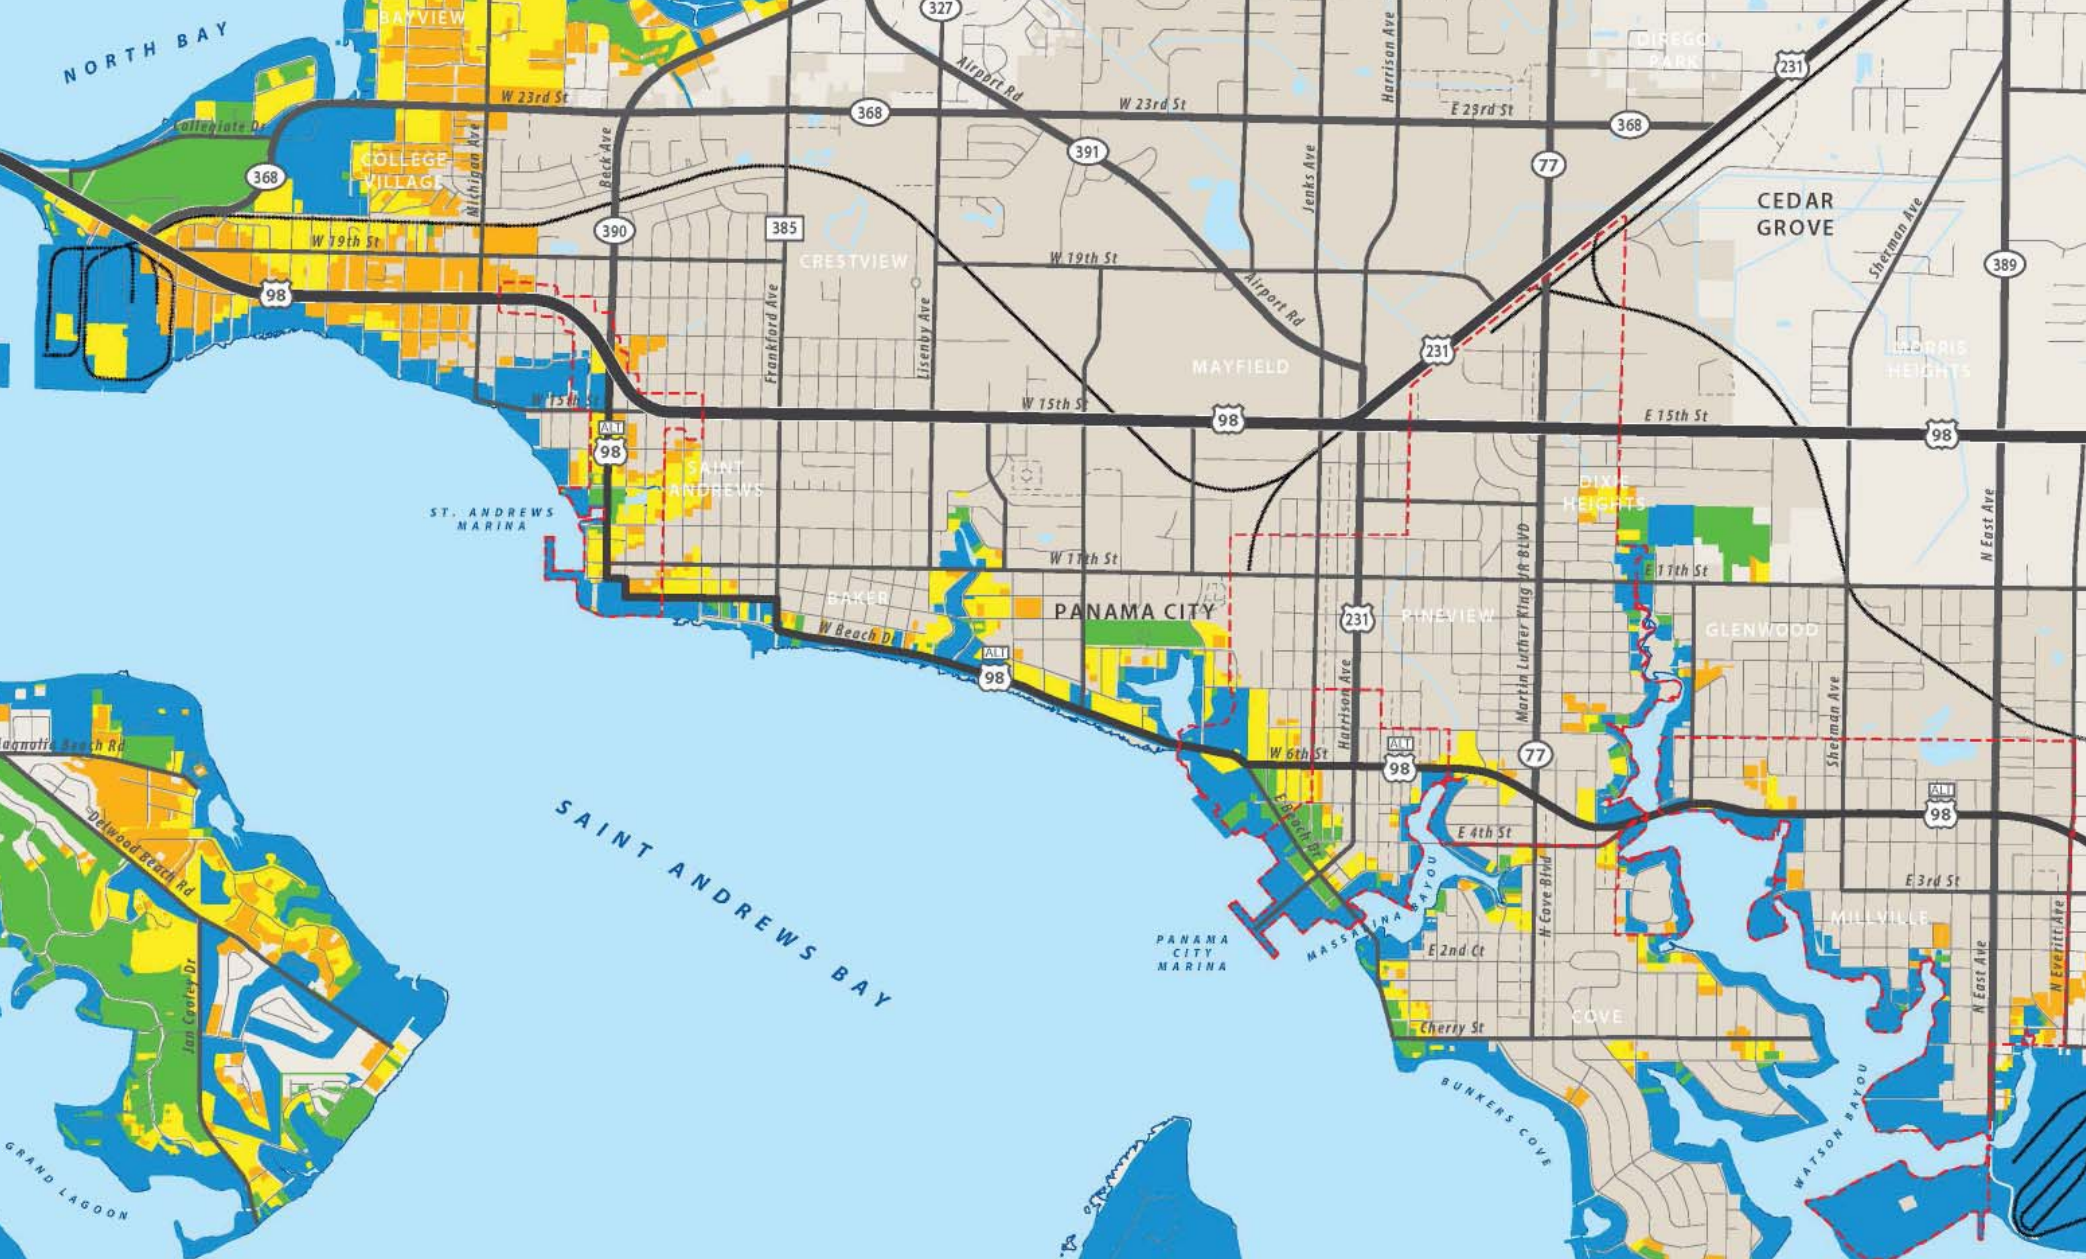 BAYVIEW
327
NORTH BAY
DIREGO
PARK
231
Airport Rd
Harrison Ave
W 23rd St
368
W 23rd St
E 23rd St
368
Collegiate Dr
COLLEGE
VILLAGE
Michigan Ave
Beck Ave
391
Jenks Ave
77
368
CEDAR
GROVE
390
385
W 19th St
CRESTVIEW
W 19th St
Sherman Ave
389
98
Airport Rd
Frankford Ave
Lisenby Ave
231
MAYFIELD
MORRIS
HEIGHTS
W 15th St
W 15th St
98
E 15th St
98
ALT
98
SAINT
ANDREWS
DIXIE
HEIGHTS
ST. ANDREWS
MARINA
N East Ave
W 11th St
E 11th St
Martin Luther King JR BLVD
BAKER
PANAMA CITY
231
PINEVIEW
GLENWOOD
W Beach Dr
ALT
98
Harrison Ave
Sherman Ave
Magnolia Beach Rd
W 6th St
ALT
98
77
ALT
98
Delwood Beach Rd
SAINT ANDREWS BAY
E Beach Dr
E 4th St
N Cove Blvd
E 3rd St
MILLVILLE
MASSALINA BAYOU
PANAMA
CITY
MARINA
E 2nd Ct
N East Ave
N Everitt Ave
Jan Cooley Dr
COVE
Cherry St
BUNKERS COVE
WATSON BAYOU
GRAND LAGOON